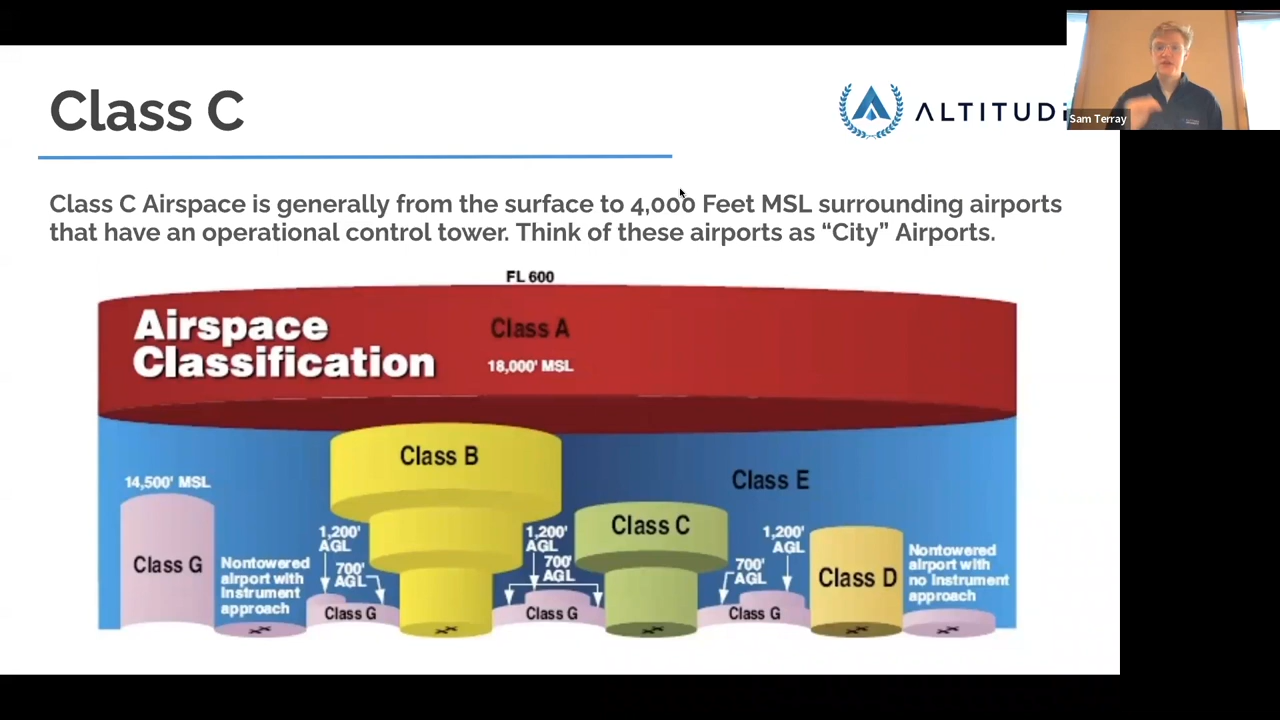 Class C
ALTITUD
Sam Terray
Class C Airspace is generally from the surface to 4,000 Feet MSL surrounding airports
that have an operational control tower. Think of these airports as “City” Airports.
FL 600
Airspace
Classification
Class A
18,000' MSL
Class B
Class E
14,500' MSL
Class C
1,200'
AGL
1,200'
AGL
1,200'
AGL
Nontowered
airport with
no Instrument
approach
Class G
Nontowered
airport with
Instrument
approach
700'
AGL
700'
AGL
700'
AGL
Class D
Class G
Class G
Class G